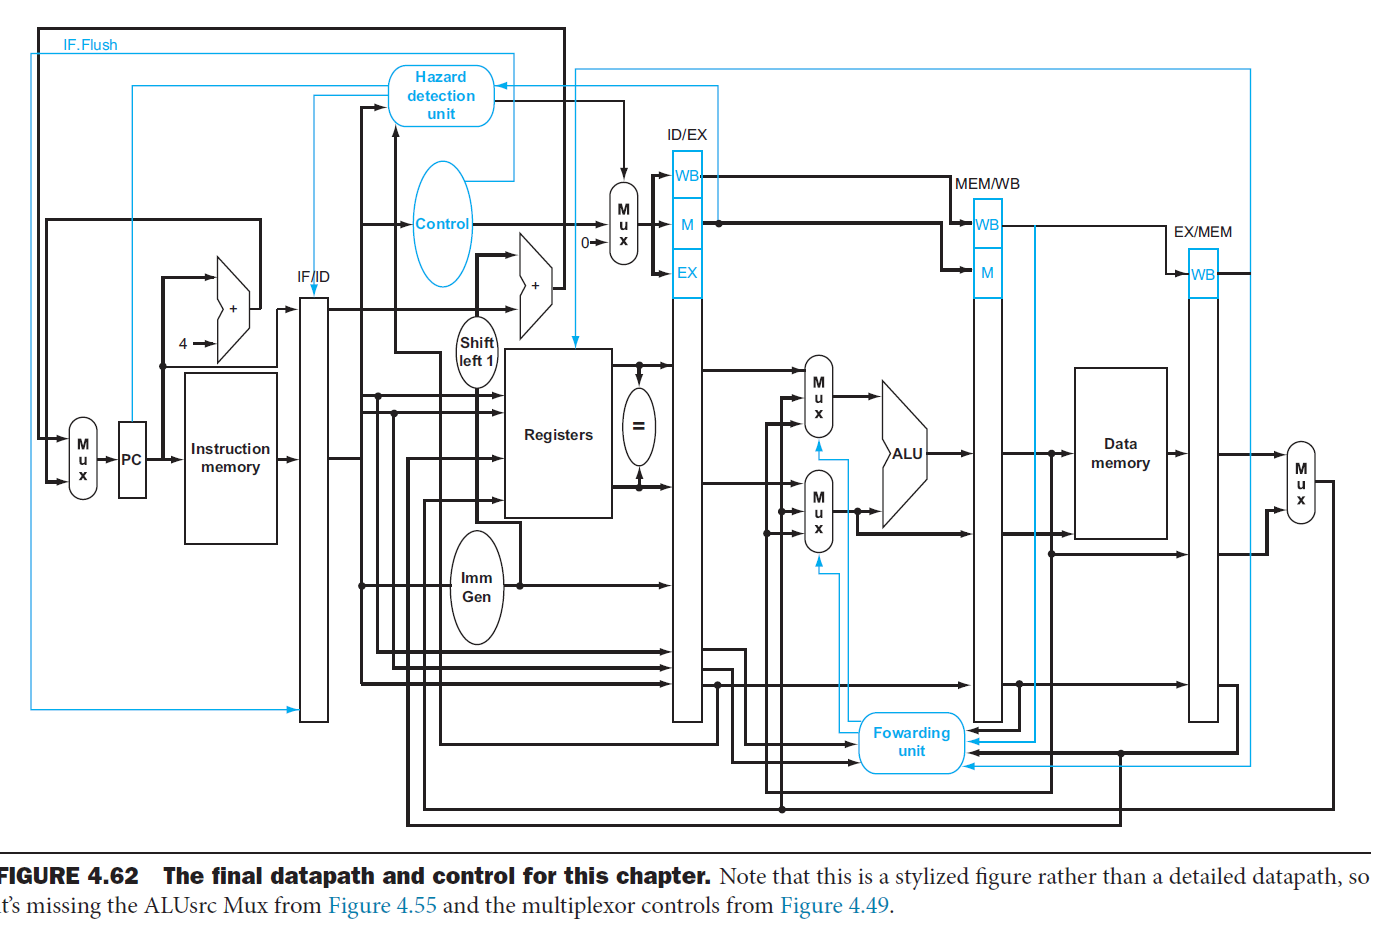 IF.Flush
Hazard
detection
unit
ID/EX
WB
MEM/WB
M
u
x
Control
M
WB
EX/MEM
0
EX
M
WB
IF/ID
+
+
4
Shift
left 1
M
u
x
M
u
x
PC
Instruction
memory
Registers
=
ALU
Data
memory
M
u
x
M
u
x
Imm
Gen
Fowarding
unit
FIGURE 4.62 The final datapath and control for this chapter. Note that this is a stylized figure rather than a detailed datapath, so
t’s missing the ALUsrc Mux from Figure 4.55 and the multiplexor controls from Figure 4.49.